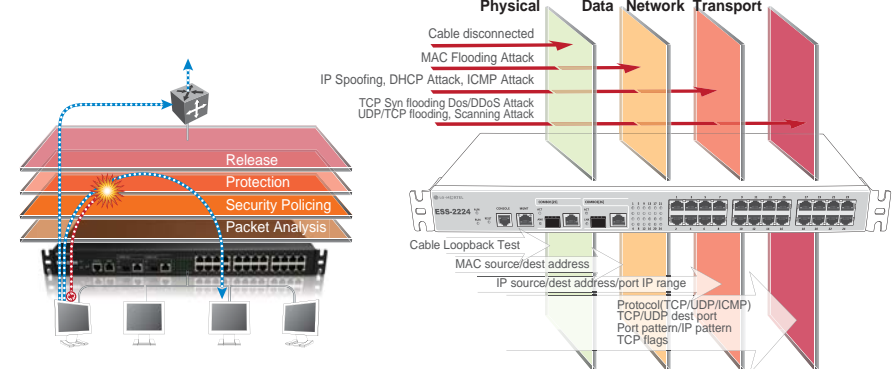 Physical Data Network Transport
Cable disconnected
MAC Flooding Attack
IP Spoofing, DHCP Attack, ICMP Attack
TCP Syn flooding Dos/DDoS Attack
UDP/TCP flooding, Scanning Attack
Release
Protection
Security Policing
Packet Analysis
LG-NORTEL
ESS-2224
CONSOLE
MGMT
Cable Loopback Test
MAC source/dest address
IP source/dest address/port IP range
Protocol(TCP/UDP/ICMP)
TCP/UDP dest port
Port pattern/IP pattern
TCP flags